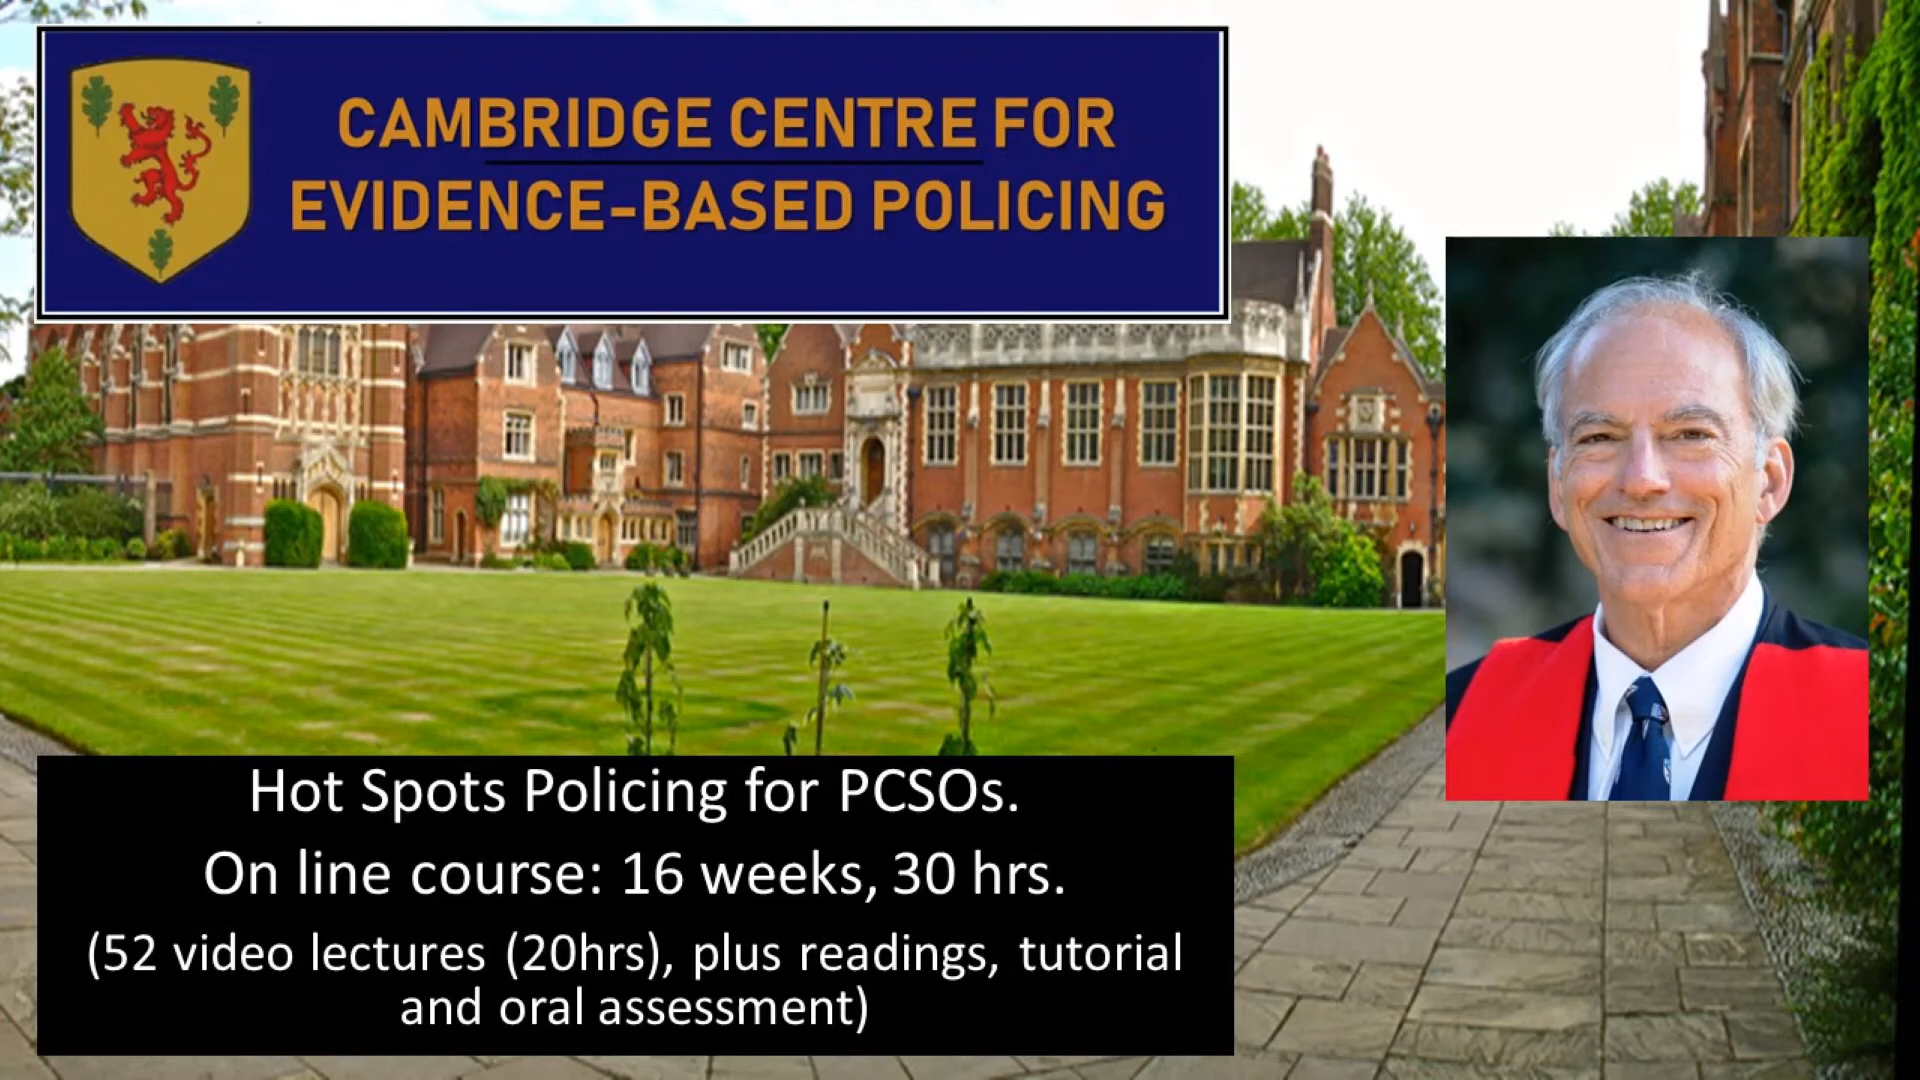 CAMBRIDGE CENTRE FOR
EVIDENCE-BASED POLICING
Hot Spots Policing for PCSOs.
On line course: 16 weeks, 30 hrs.
(52 video lectures (20hrs), plus readings, tutorial
and oral assessment)